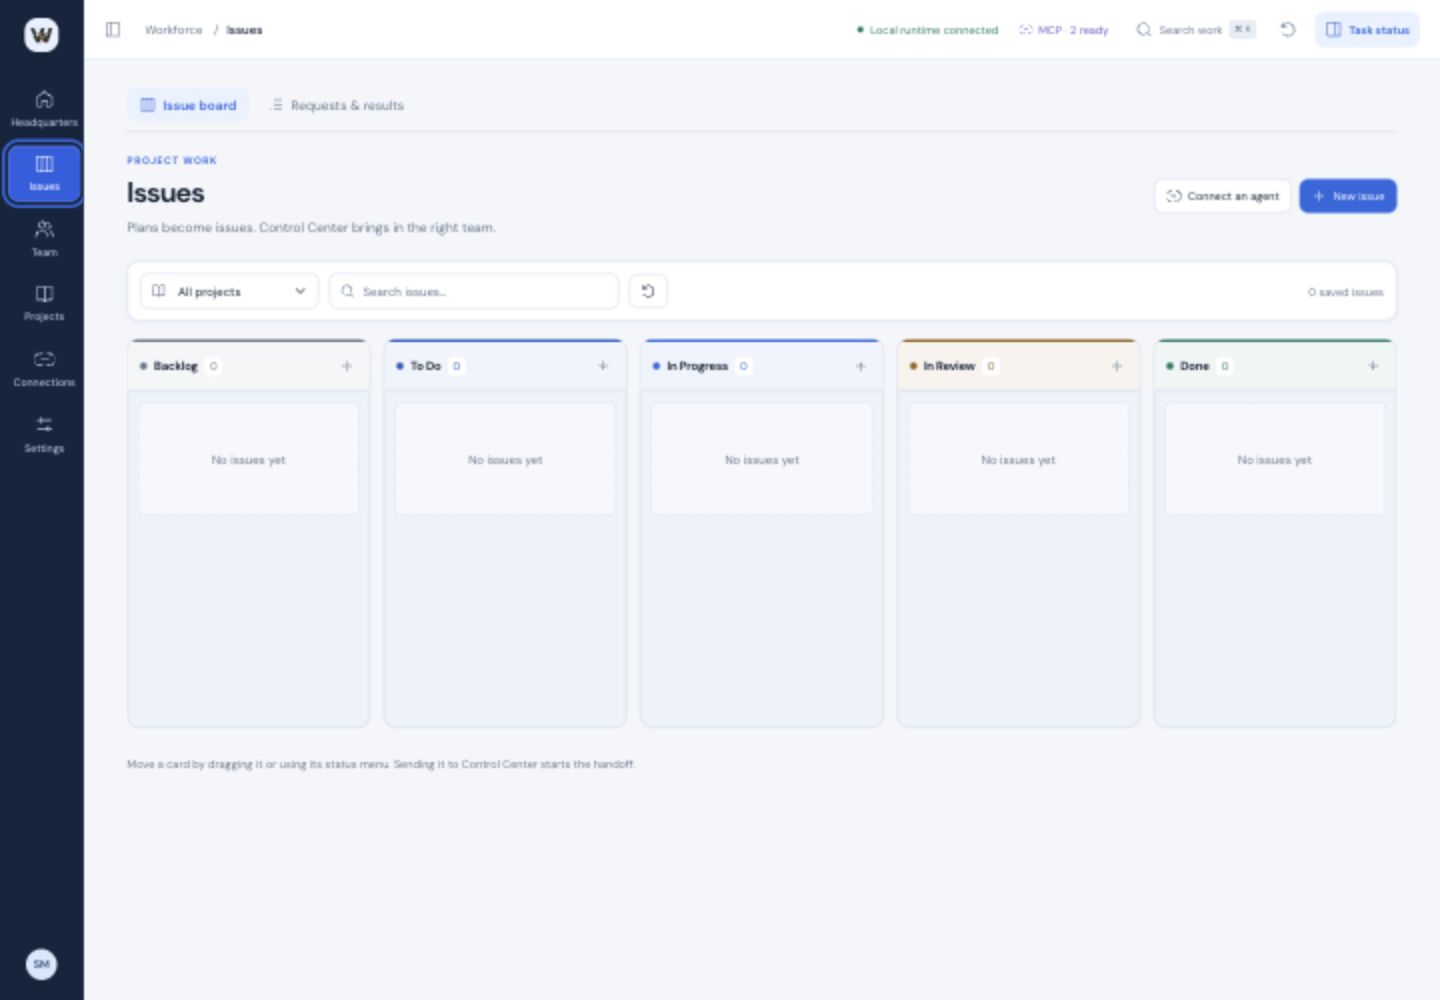 W
Workforce / Issues
Local runtime connected
MCP · 2 ready
Search work ⌘ K
Task status
Headquarters
Issues
Team
Projects
Connections
Settings
SM
Issue board
Requests & results
PROJECT WORK
Issues
Plans become issues. Control Center brings in the right team.
Connect an agent
+ New issue
All projects
Search issues...
0 saved issues
Backlog 0 +
To Do 0 +
In Progress 0 +
In Review 0 +
Done 0 +
No issues yet
No issues yet
No issues yet
No issues yet
No issues yet
Move a card by dragging it or using its status menu. Sending it to Control Center starts the handoff.